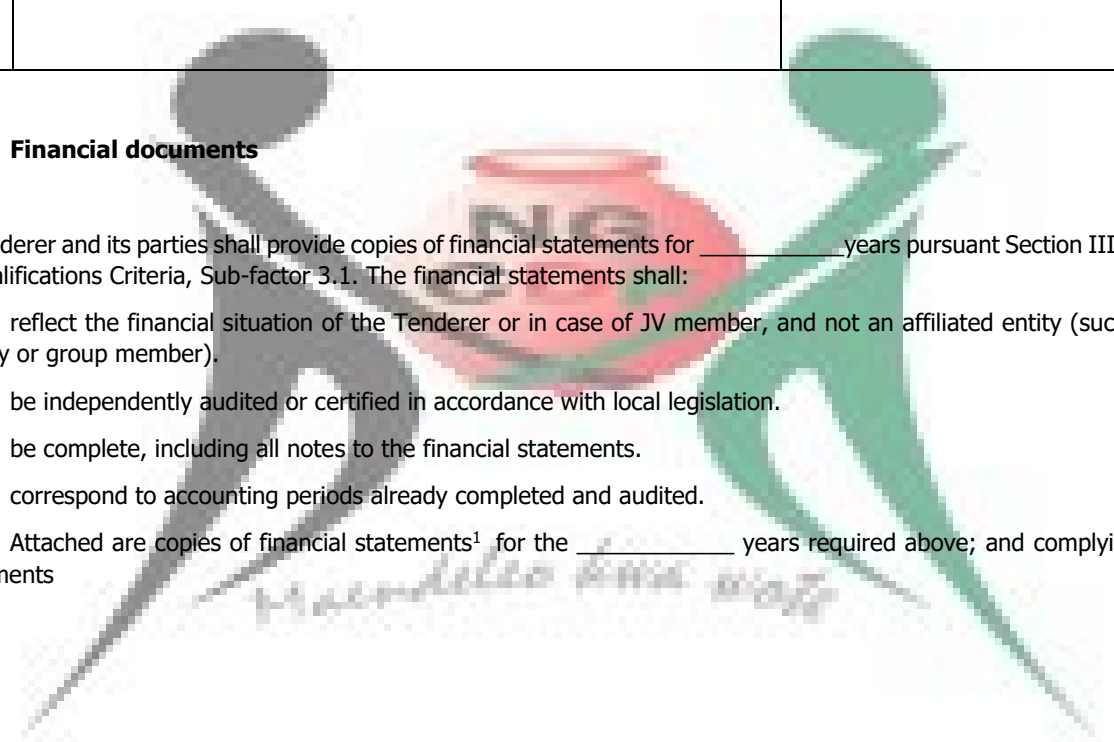 Financial documents
derer and its parties shall provide copies of financial statements for ____________years pursuant Section III
lifications Criteria, Sub-factor 3.1. The financial statements shall:
reflect the financial situation of the Tenderer or in case of JV member, and not an affiliated entity (suc
y or group member).
be independently audited or certified in accordance with local legislation.
be complete, including all notes to the financial statements.
correspond to accounting periods already completed and audited.
Attached are copies of financial statements¹ for the _____________ years required above; and complyi
ments
maendeleo